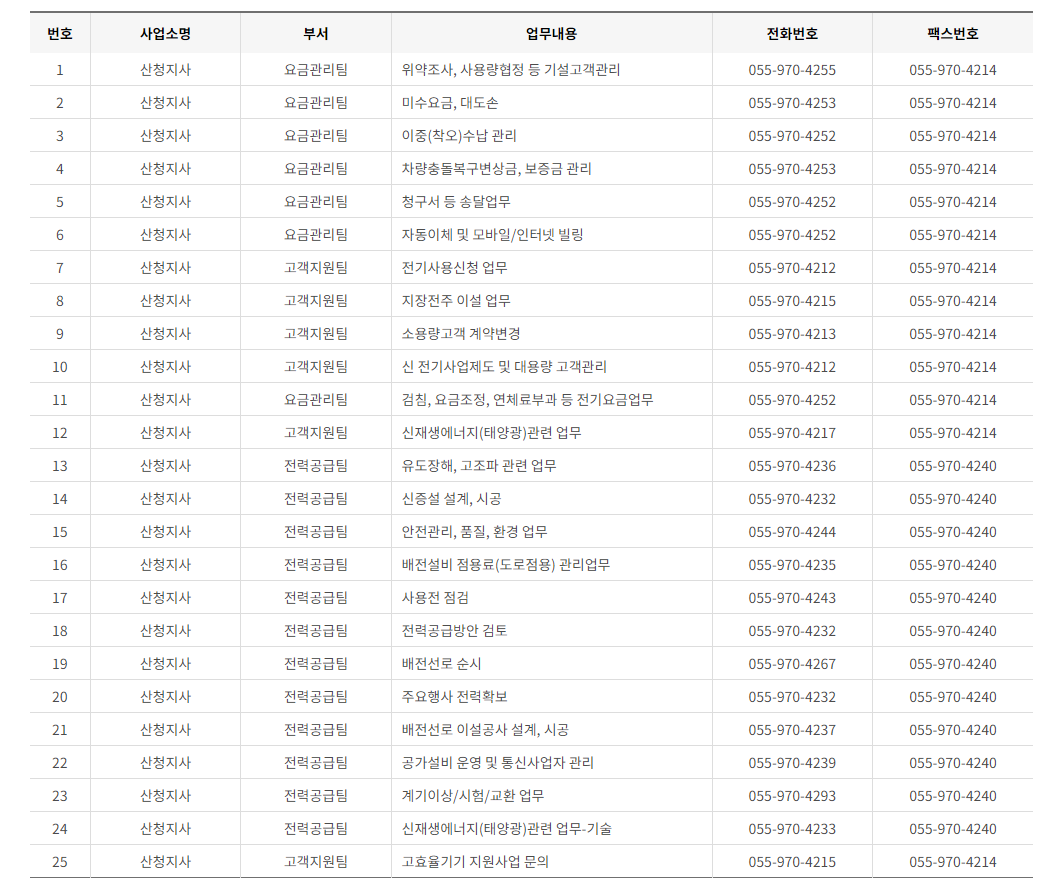 번호 사업소명 부서 업무내용 전화번호 팩스번호
1 산청지사 요금관리팀 위약조사, 사용량협정 등 기설고객관리 055-970-4255 055-970-4214
2 산청지사 요금관리팀 미수요금, 대도손 055-970-4253 055-970-4214
3 산청지사 요금관리팀 이중(착오)수납 관리 055-970-4252 055-970-4214
4 산청지사 요금관리팀 차량충돌복구변상금, 보증금 관리 055-970-4253 055-970-4214
5 산청지사 요금관리팀 청구서 등 송달업무 055-970-4252 055-970-4214
6 산청지사 요금관리팀 자동이체 및 모바일/인터넷 빌링 055-970-4252 055-970-4214
7 산청지사 고객지원팀 전기사용신청 업무 055-970-4212 055-970-4214
8 산청지사 고객지원팀 지장전주 이설 업무 055-970-4215 055-970-4214
9 산청지사 고객지원팀 소용량고객 계약변경 055-970-4213 055-970-4214
10 산청지사 고객지원팀 신 전기사업제도 및 대용량 고객관리 055-970-4212 055-970-4214
11 산청지사 요금관리팀 검침, 요금조정, 연체료부과 등 전기요금업무 055-970-4252 055-970-4214
12 산청지사 고객지원팀 신재생에너지(태양광)관련 업무 055-970-4217 055-970-4214
13 산청지사 전력공급팀 유도장해, 고조파 관련 업무 055-970-4236 055-970-4240
14 산청지사 전력공급팀 신증설 설계, 시공 055-970-4232 055-970-4240
15 산청지사 전력공급팀 안전관리, 품질, 환경 업무 055-970-4244 055-970-4240
16 산청지사 전력공급팀 배전설비 점용료(도로점용) 관리업무 055-970-4235 055-970-4240
17 산청지사 전력공급팀 사용전 점검 055-970-4243 055-970-4240
18 산청지사 전력공급팀 전력공급방안 검토 055-970-4232 055-970-4240
19 산청지사 전력공급팀 배전선로 순시 055-970-4267 055-970-4240
20 산청지사 전력공급팀 주요행사 전력확보 055-970-4232 055-970-4240
21 산청지사 전력공급팀 배전선로 이설공사 설계, 시공 055-970-4237 055-970-4240
22 산청지사 전력공급팀 공가설비 운영 및 통신사업자 관리 055-970-4239 055-970-4240
23 산청지사 전력공급팀 계기이상/시험/교환 업무 055-970-4293 055-970-4240
24 산청지사 전력공급팀 신재생에너지(태양광)관련 업무-기술 055-970-4233 055-970-4240
25 산청지사 고객지원팀 고효율기기 지원사업 문의 055-970-4215 055-970-4214